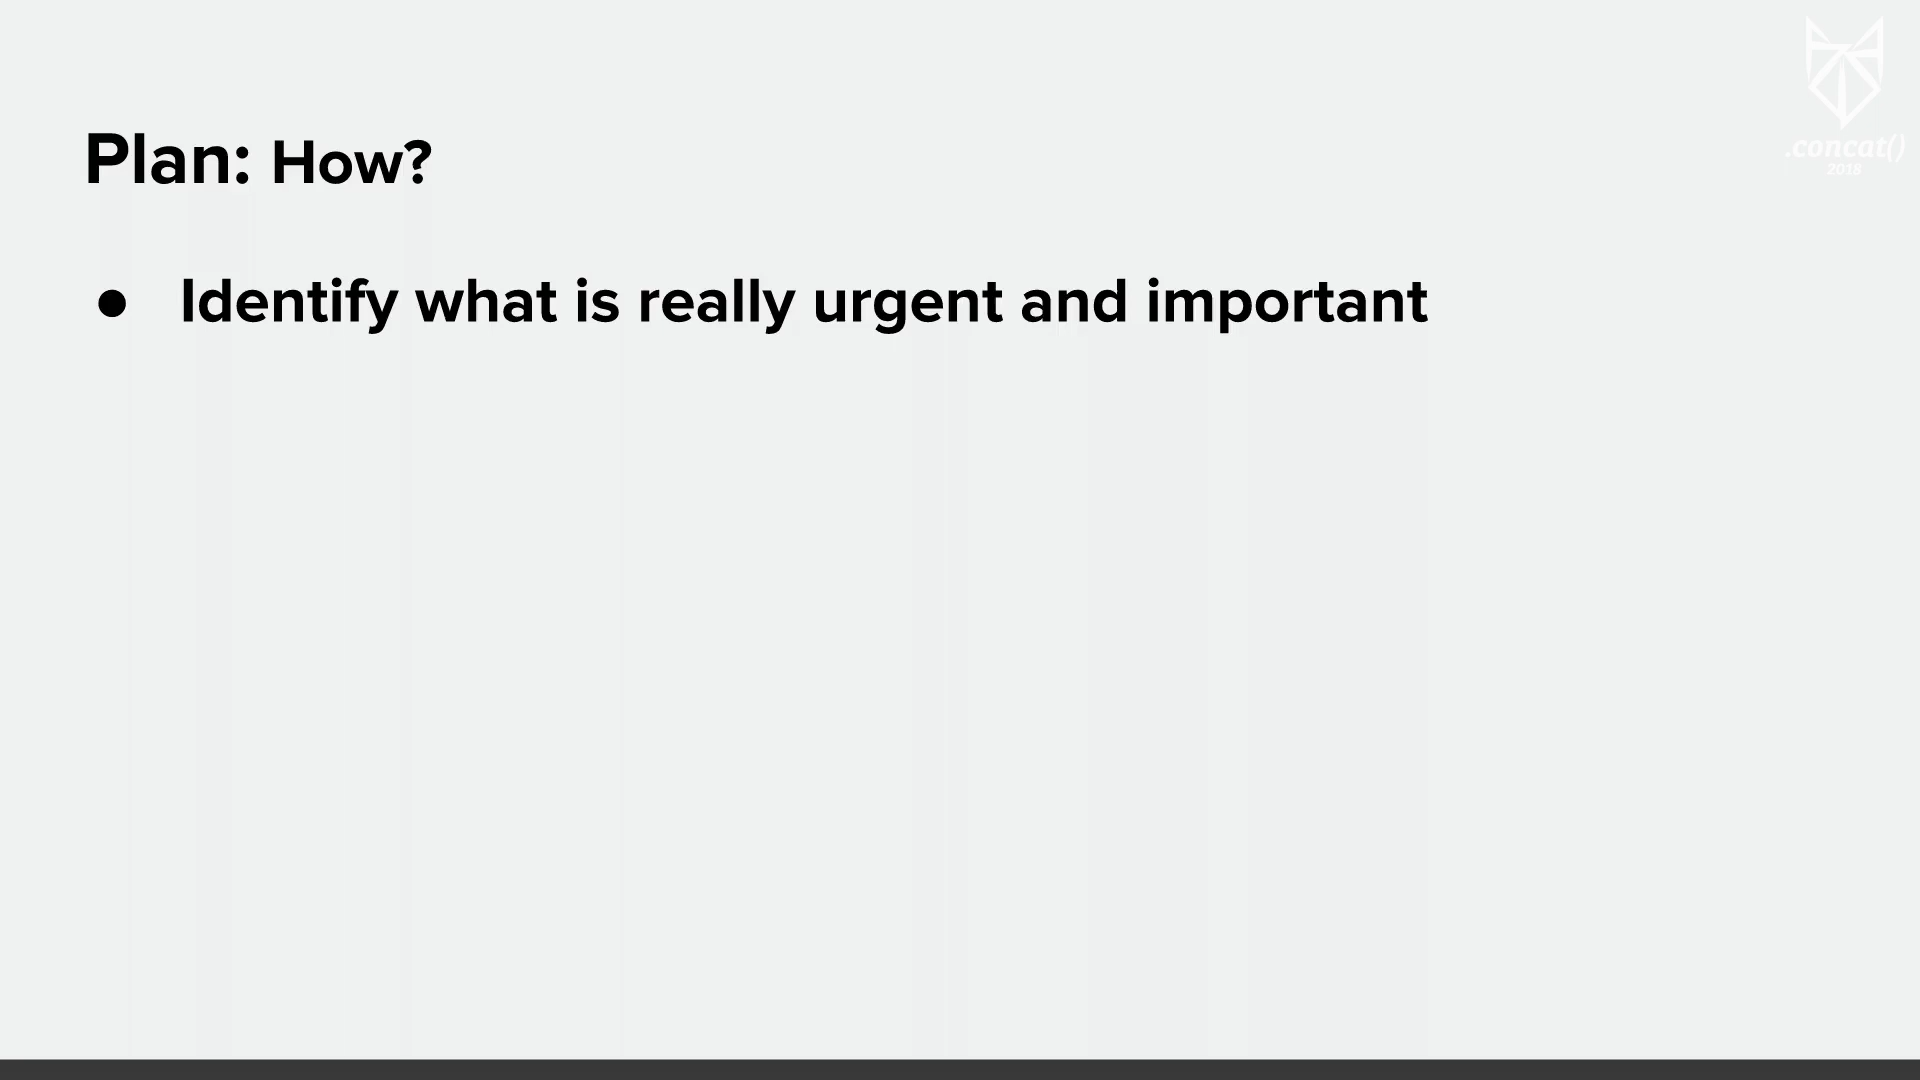 Plan: How?
● Identify what is really urgent and important
.concat()
2018